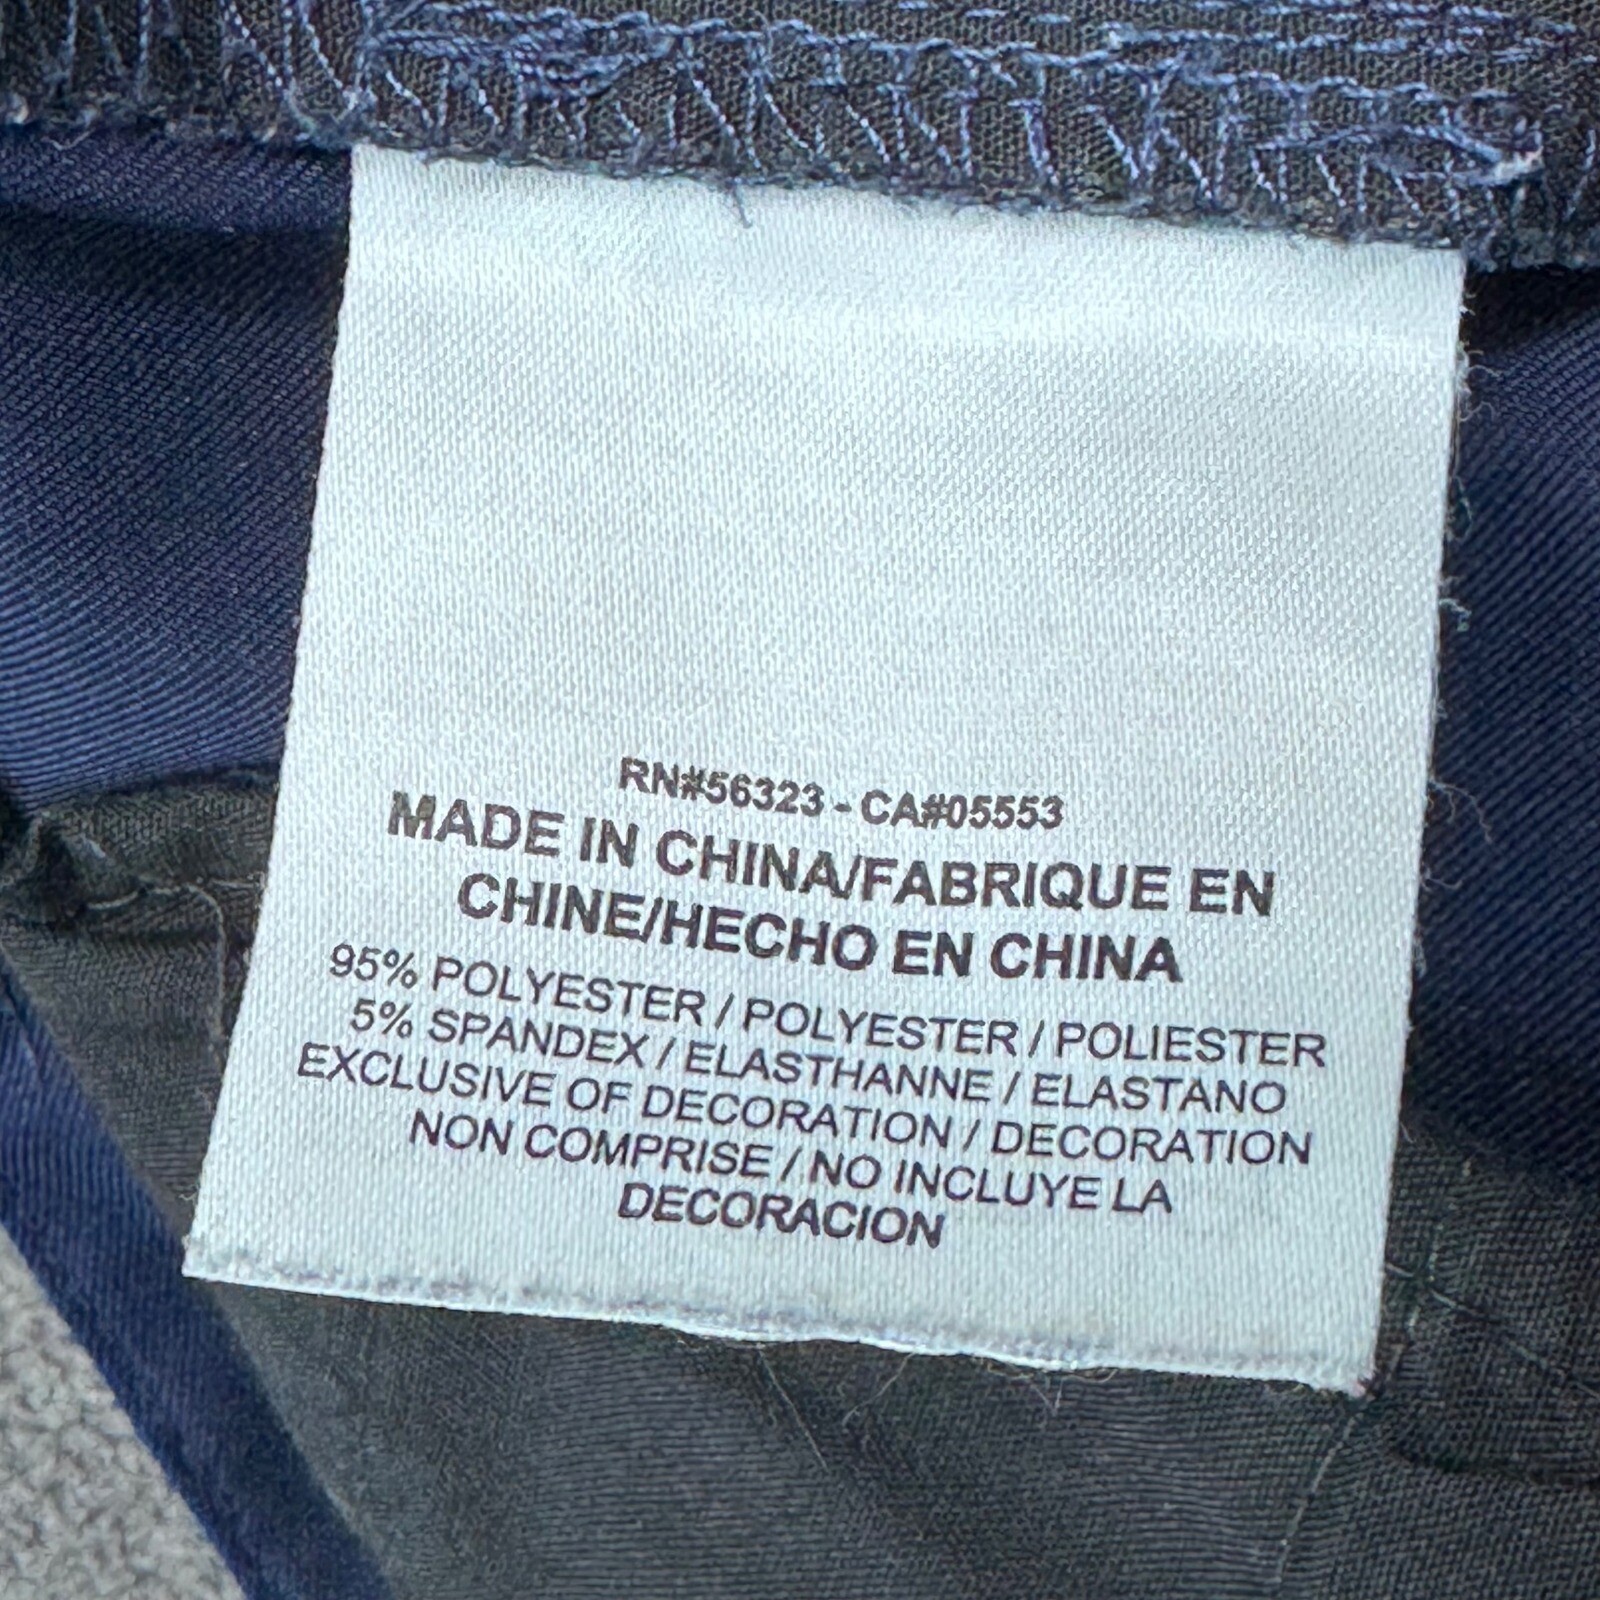 RN#56323 - CA#05553
MADE IN CHINA/FABRIQUE EN
CHINE/HECHO EN CHINA
95% POLYESTER / POLYESTER / POLIESTER
5% SPANDEX / ELASTHANNE / ELASTANO
EXCLUSIVE OF DECORATION / DECORATION
NON COMPRISE / NO INCLUYE LA
DECORACION